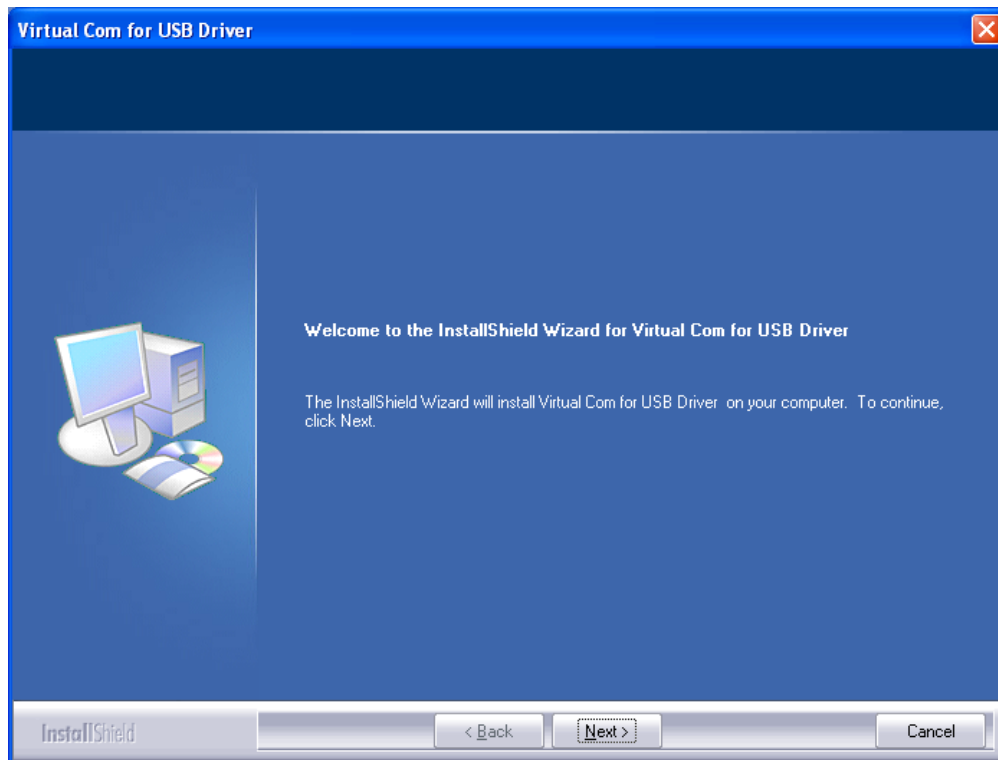 Virtual Com for USB Driver
Welcome to the InstallShield Wizard for Virtual Com for USB Driver
The InstallShield Wizard will install Virtual Com for USB Driver  on your computer.  To continue,
click Next.
InstallShield
< Back
Next >
Cancel